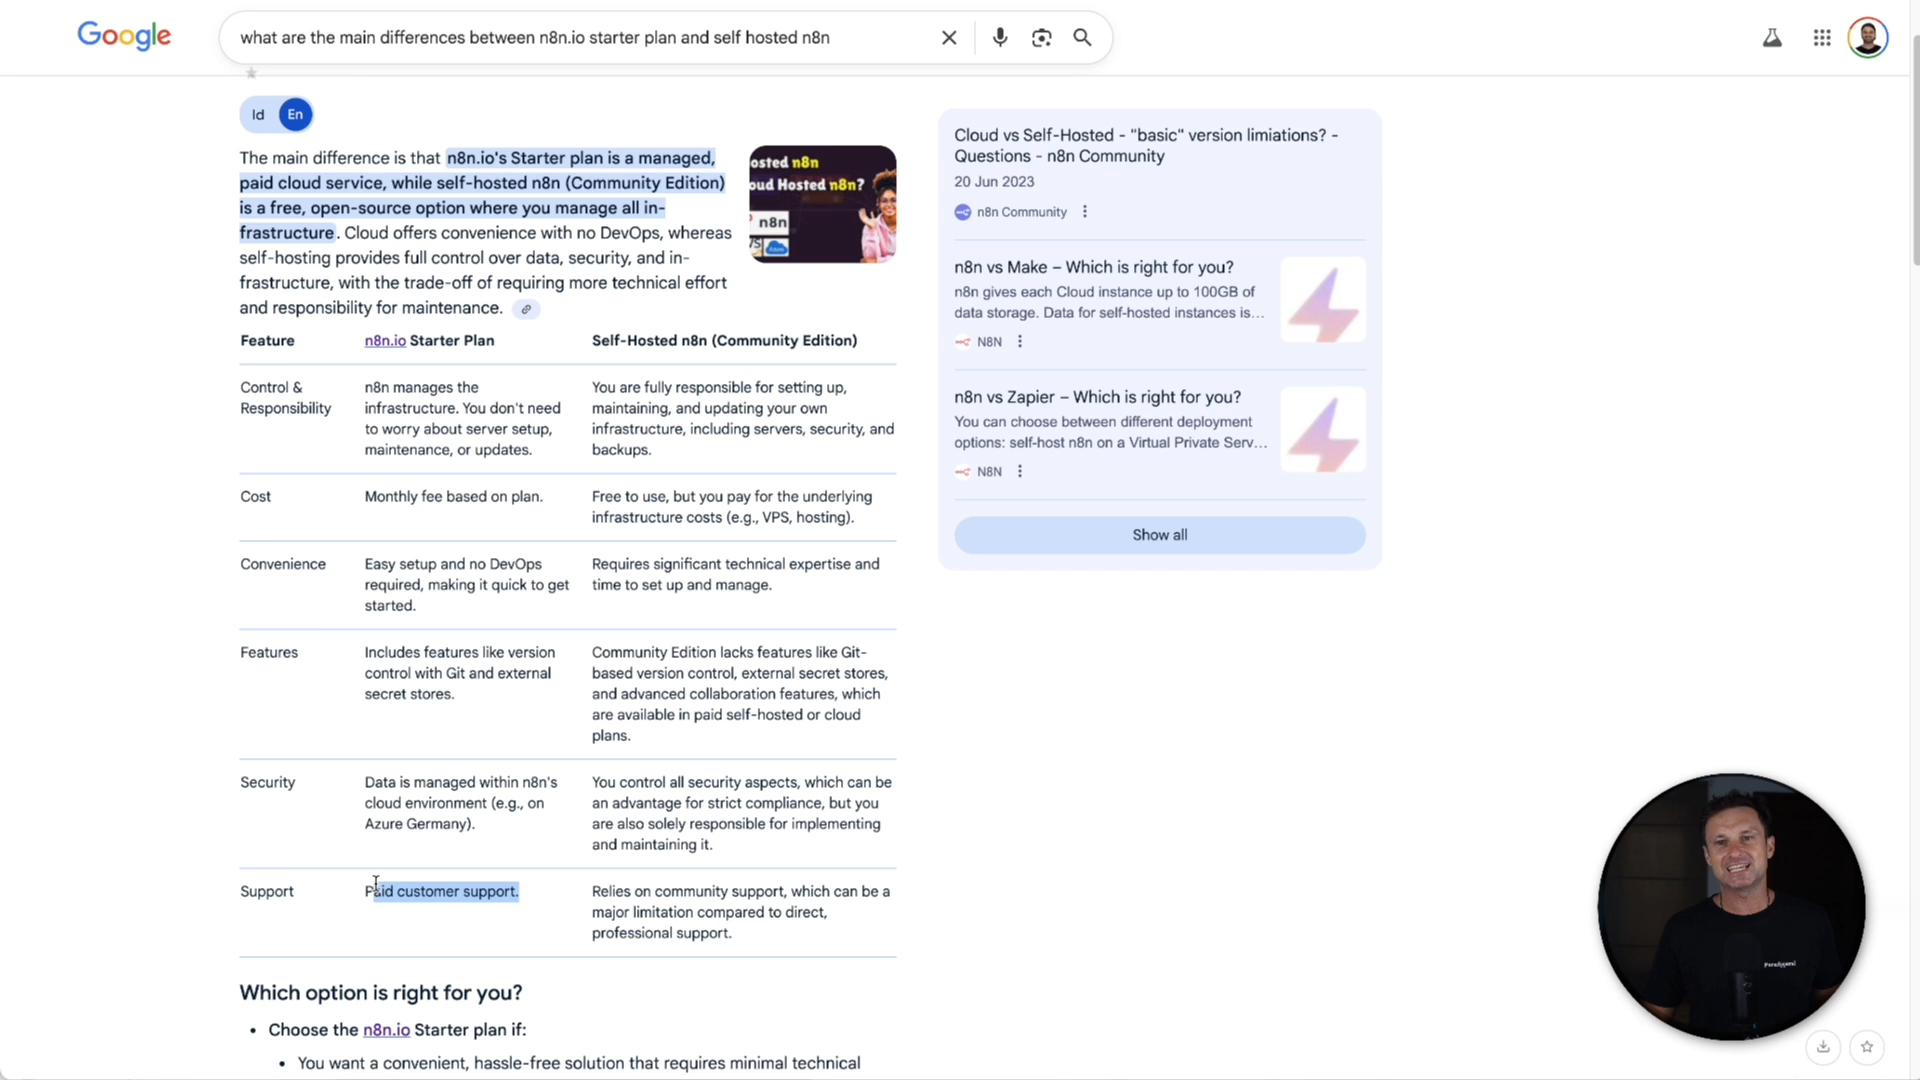 Google
what are the main differences between n8n.io starter plan and self hosted n8n
Id
En
The main difference is that n8n.io's Starter plan is a managed,
paid cloud service, while self-hosted n8n (Community Edition)
is a free, open-source option where you manage all in-
frastructure. Cloud offers convenience with no DevOps, whereas
self-hosting provides full control over data, security, and in-
frastructure, with the trade-off of requiring more technical effort
and responsibility for maintenance.
osted n8n
oud Hosted n8n?
n8n
Feature
n8n.io Starter Plan
Self-Hosted n8n (Community Edition)
Control &
Responsibility
n8n manages the
infrastructure. You don't need
to worry about server setup,
maintenance, or updates.
You are fully responsible for setting up,
maintaining, and updating your own
infrastructure, including servers, security, and
backups.
Cost
Monthly fee based on plan.
Free to use, but you pay for the underlying
infrastructure costs (e.g., VPS, hosting).
Convenience
Easy setup and no DevOps
required, making it quick to get
started.
Requires significant technical expertise and
time to set up and manage.
Features
Includes features like version
control with Git and external
secret stores.
Community Edition lacks features like Git-
based version control, external secret stores,
and advanced collaboration features, which
are available in paid self-hosted or cloud
plans.
Security
Data is managed within n8n's
cloud environment (e.g., on
Azure Germany).
You control all security aspects, which can be
an advantage for strict compliance, but you
are also solely responsible for implementing
and maintaining it.
Support
Paid customer support.
Relies on community support, which can be a
major limitation compared to direct,
professional support.
Which option is right for you?
• Choose the n8n.io Starter plan if:
• You want a convenient, hassle-free solution that requires minimal technical
Cloud vs Self-Hosted - "basic" version limiations? -
Questions - n8n Community
20 Jun 2023
n8n Community
n8n vs Make – Which is right for you?
n8n gives each Cloud instance up to 100GB of
data storage. Data for self-hosted instances is...
N8N
n8n vs Zapier – Which is right for you?
You can choose between different deployment
options: self-host n8n on a Virtual Private Serv...
N8N
Show all